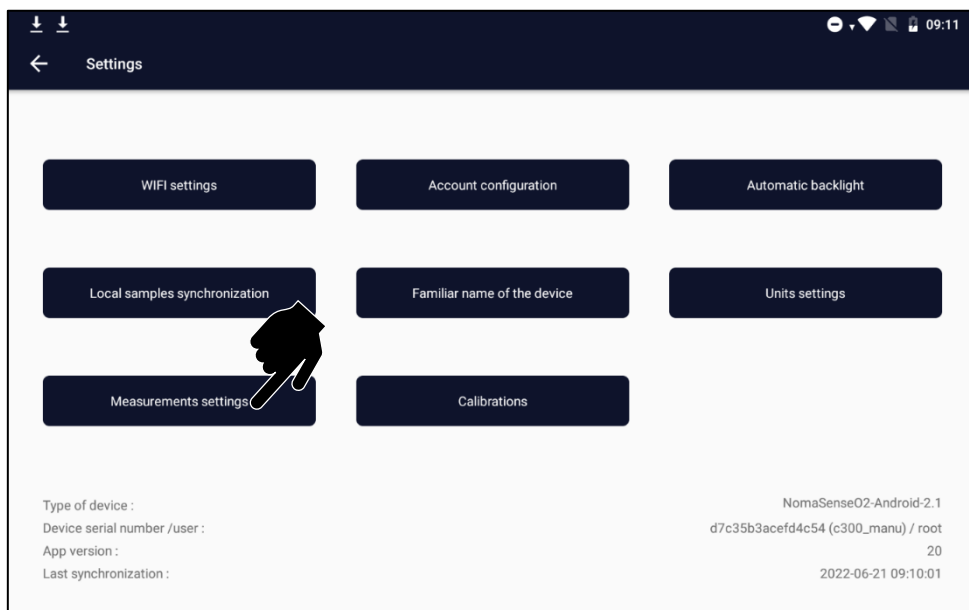 09:11
Settings
WIFI settings
Account configuration
Automatic backlight
Local samples synchronization
Familiar name of the device
Units settings
Measurements settings
Calibrations
Type of device : NomaSenseO2-Android-2.1
Device serial number /user : d7c35b3acefd4c54 (c300_manu) / root
App version : 20
Last synchronization : 2022-06-21 09:10:01